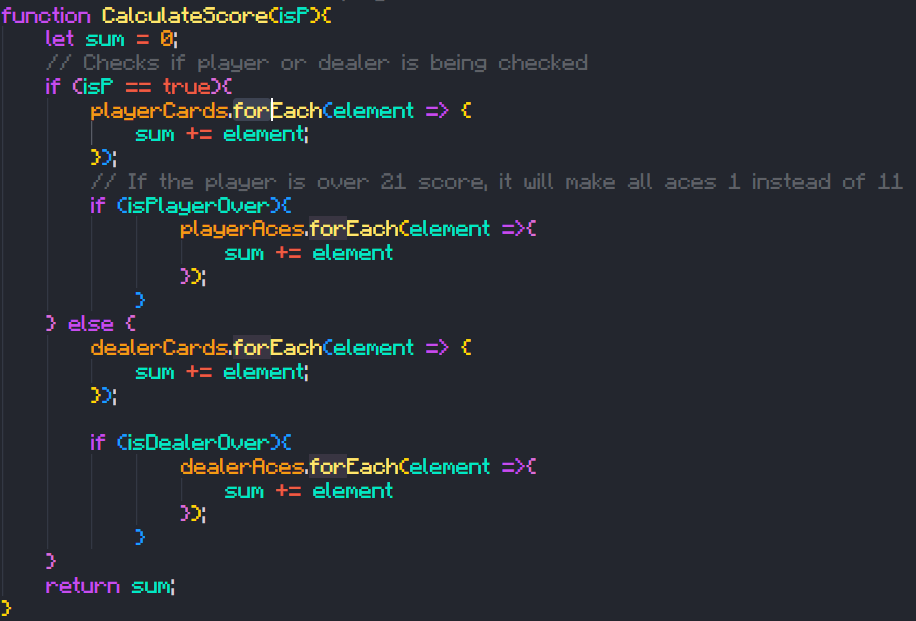 function CalculateScore(isP){
let sum = 0;
// Checks if player or dealer is being checked
if (isP == true){
playerCards.forEach(element => {
sum += element;
});
// If the player is over 21 score, it will make all aces 1 instead of 11
if (isPlayerOver){
playerAces.forEach(element =>{
sum += element
});
}
} else {
dealerCards.forEach(element => {
sum += element;
});
if (isDealerOver){
dealerAces.forEach(element =>{
sum += element
});
}
}
return sum;
}